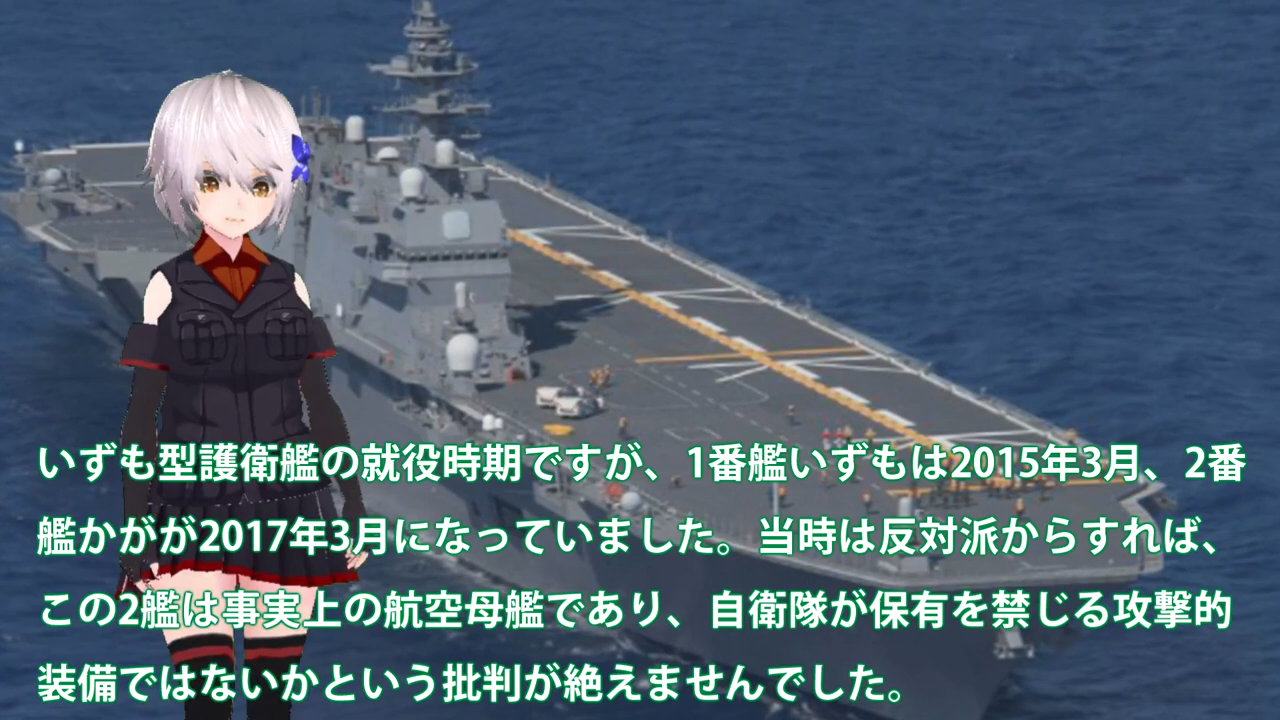 いずも型護衛艦の就役時期ですが、1番艦いずもは2015年3月、2番
艦かがが2017年3月になっていました。当時は反対派からすれば、
この2艦は事実上の航空母艦であり、自衛隊が保有を禁じる攻撃的
装備ではないかという批判が絶えませんでした。